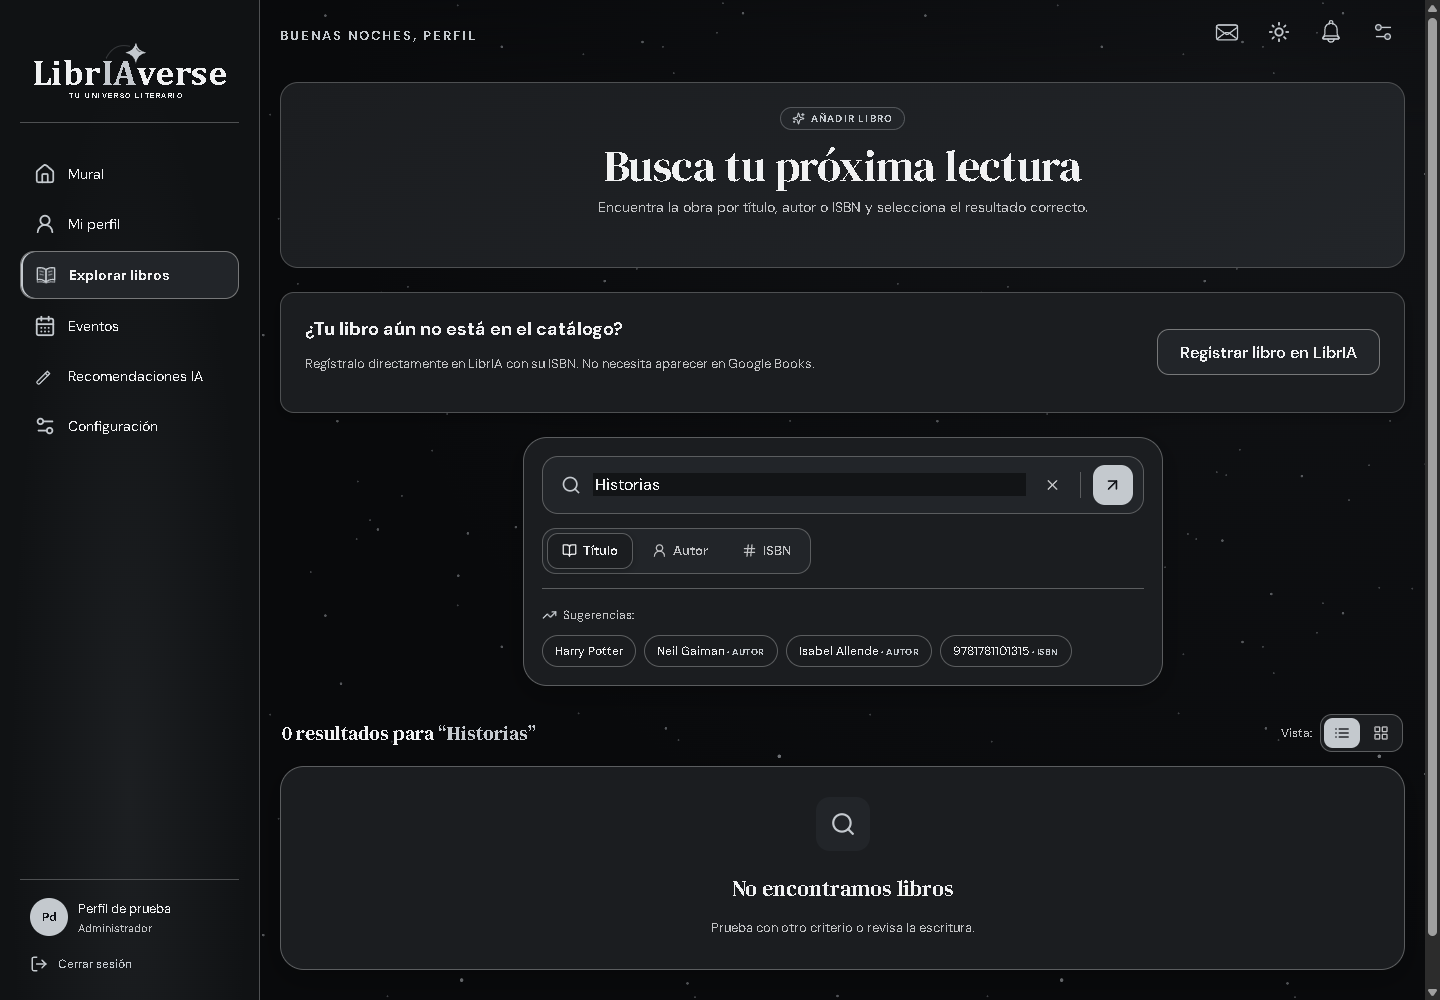 LibrIAverse
TU UNIVERSO LITERARIO
Mural
Mi perfil
Explorar libros
Eventos
Recomendaciones IA
Configuración
Perfil de prueba
Pd
Administrador
Cerrar sesión
BUENAS NOCHES, PERFIL
AÑADIR LIBRO
Busca tu próxima lectura
Encuentra la obra por título, autor o ISBN y selecciona el resultado correcto.
¿Tu libro aún no está en el catálogo?
Regístralo directamente en LibrIA con su ISBN. No necesita aparecer en Google Books.
Registrar libro en LibrIA
Historias
Título Autor ISBN
Sugerencias:
Harry Potter Neil Gaiman · AUTOR Isabel Allende · AUTOR 9781781101315 · ISBN
0 resultados para “Historias” Vista:
No encontramos libros
Prueba con otro criterio o revisa la escritura.